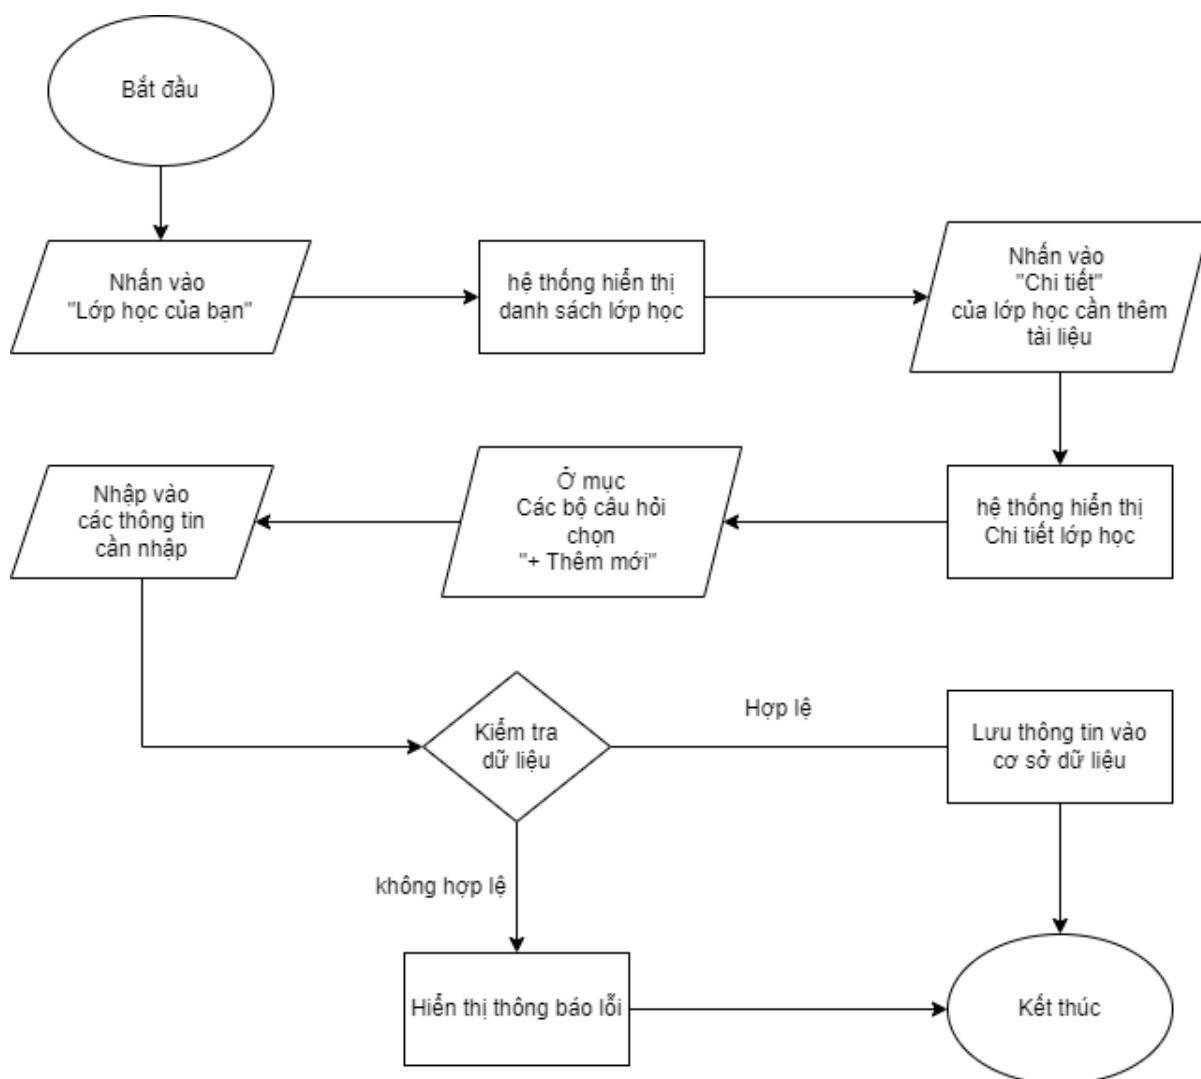 Bắt đầu
Nhấn vào
"Lớp học của bạn"
hệ thống hiển thị
danh sách lớp học
Nhấn vào
"Chi tiết"
của lớp học cần thêm
tài liệu
hệ thống hiển thị
Chi tiết lớp học
Ở mục
Các bộ câu hỏi
chọn
"+ Thêm mới"
Nhập vào
các thông tin
cần nhập
Kiểm tra
dữ liệu
Hợp lệ
Lưu thông tin vào
cơ sở dữ liệu
không hợp lệ
Hiển thị thông báo lỗi
Kết thúc